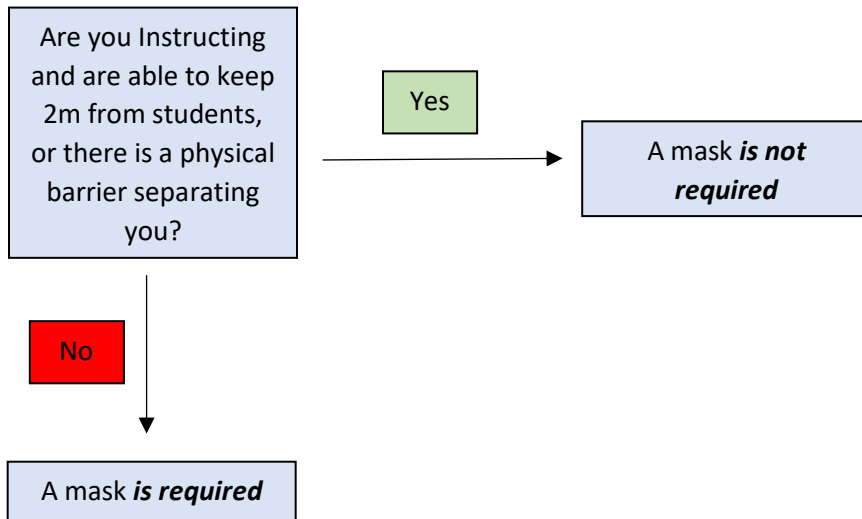 Are you Instructing
and are able to keep
2m from students,
or there is a physical
barrier separating
you?
Yes
A mask is not
required
No
A mask is required